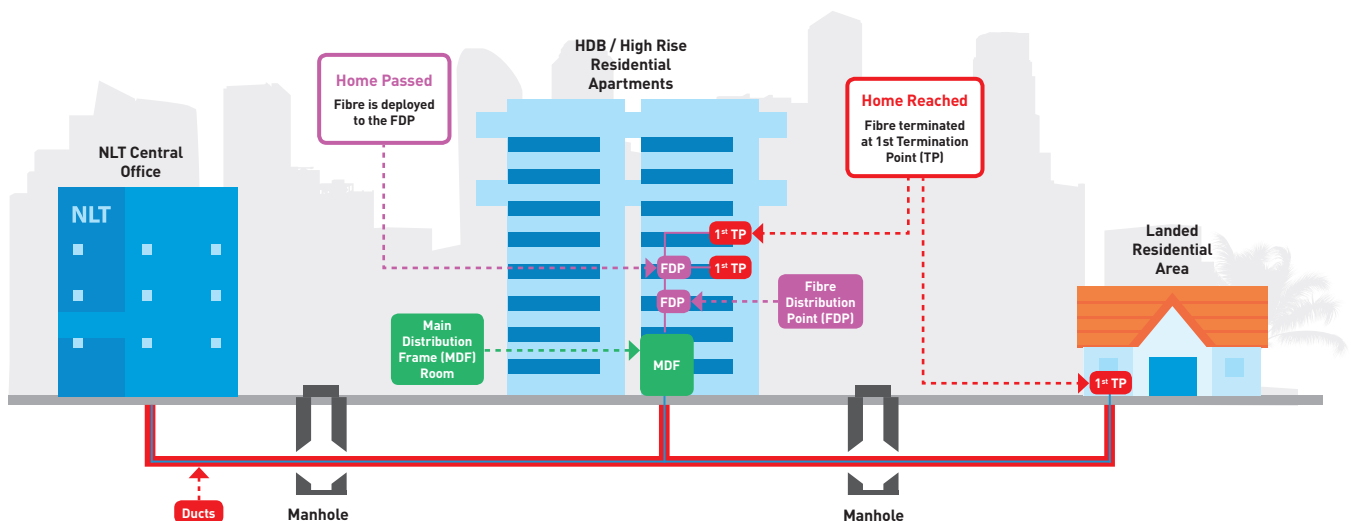 HDB / High Rise
Residential
Apartments
Home Passed
Fibre is deployed
to the FDP
Home Reached
Fibre terminated
at 1st Termination
Point (TP)
NLT Central
Office
NLT
1st TP
FDP
1st TP
FDP
Fibre
Distribution
Point (FDP)
Main
Distribution
Frame (MDF)
Room
MDF
Landed
Residential
Area
1st TP
Ducts
Manhole
Manhole